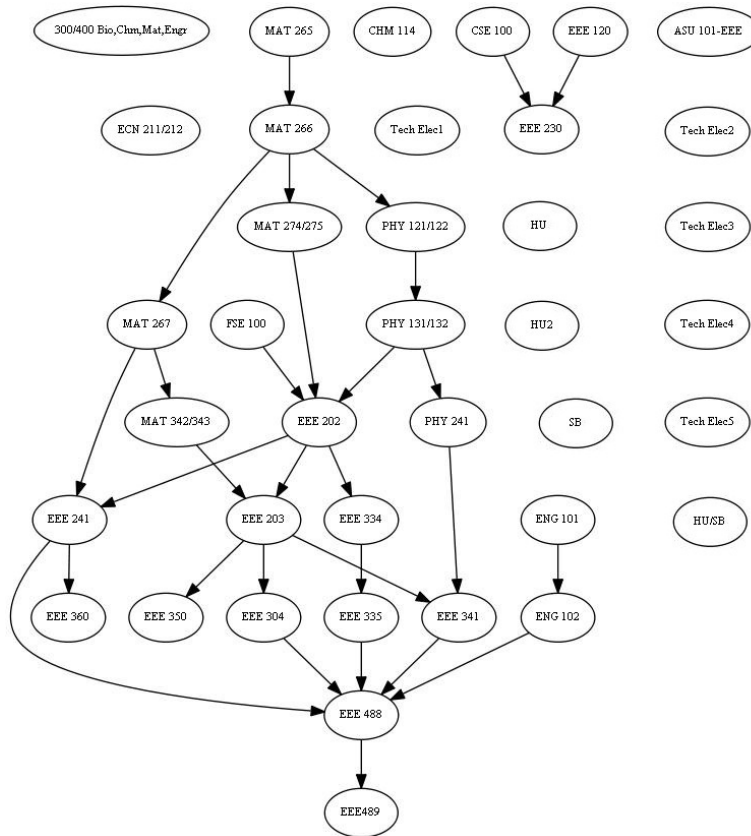 300/400 Bio,Chm,Mat,Engr
MAT 265
CHM 114
CSE 100
EEE 120
ASU 101-EEE
ECN 211/212
MAT 266
Tech Elec1
EEE 230
Tech Elec2
MAT 274/275
PHY 121/122
HU
Tech Elec3
MAT 267
FSE 100
PHY 131/132
HU2
Tech Elec4
MAT 342/343
EEE 202
PHY 241
SB
Tech Elec5
EEE 241
EEE 203
EEE 334
ENG 101
HU/SB
EEE 360
EEE 350
EEE 304
EEE 335
EEE 341
ENG 102
EEE 488
EEE489